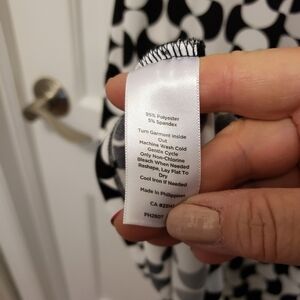 95% Polyester
5% Spandex
Turn Garment Inside
Out
Machine Wash Cold
Gentle Cycle
Only Non-Chlorine
Bleach When Needed
Reshape, Lay Flat To
Dry
Cool Iron If Needed
Made in Philippines
CA